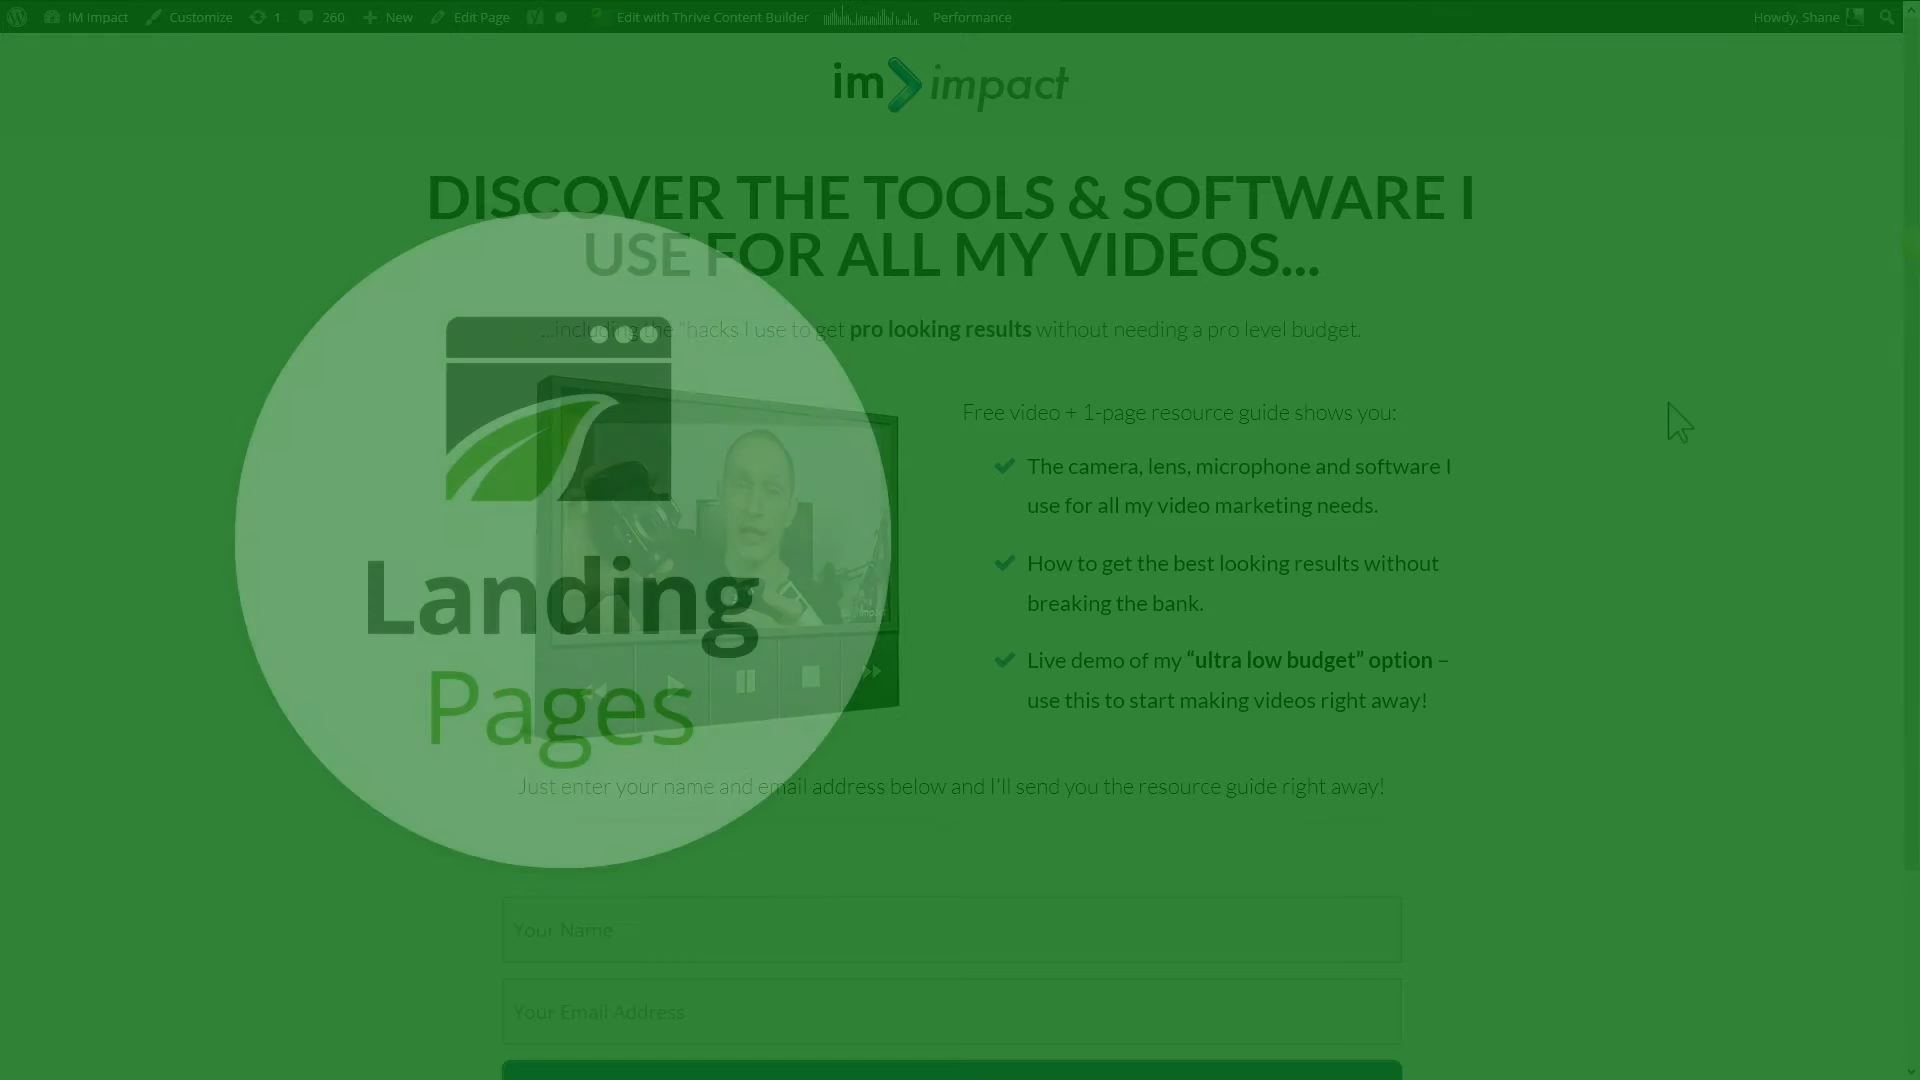 IM Impact Customize 1 260 New Edit Page Edit with Thrive Content Builder Performance Howdy, Shane
im impact
DISCOVER THE TOOLS & SOFTWARE I
USE FOR ALL MY VIDEOS...
...including the "hacks I use to get pro looking results without needing a pro level budget.
Free video + 1-page resource guide shows you:
The camera, lens, microphone and software I
use for all my video marketing needs.
How to get the best looking results without
breaking the bank.
Live demo of my “ultra low budget” option –
use this to start making videos right away!
Landing
Pages
Just enter your name and email address below and I'll send you the resource guide right away!
Your Name
Your Email Address